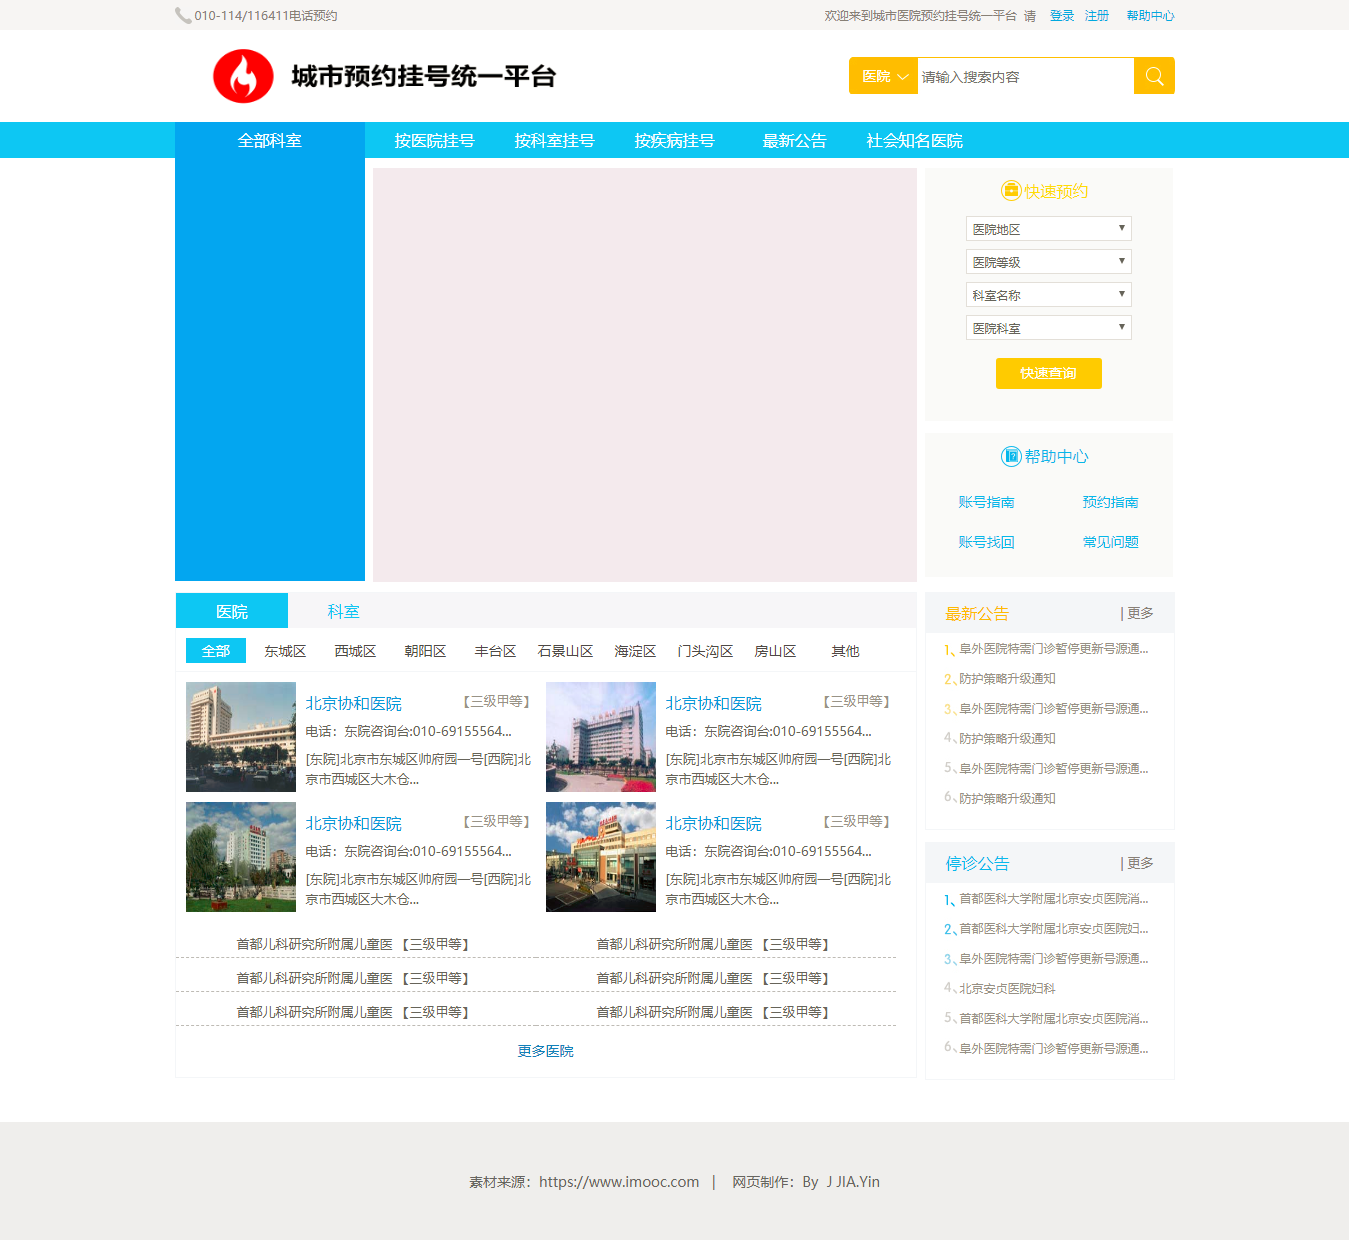 010-114/116411电话预约
欢迎来到城市医院预约挂号统一平台 请 登录 注册 帮助中心
城市预约挂号统一平台
医院 请输入搜索内容
全部科室 按医院挂号 按科室挂号 按疾病挂号 最新公告 社会知名医院
快速预约
医院地区
医院等级
科室名称
医院科室
快速查询
帮助中心
账号指南 预约指南
账号找回 常见问题
医院 科室
全部 东城区 西城区 朝阳区 丰台区 石景山区 海淀区 门头沟区 房山区 其他
北京协和医院 【三级甲等】
电话：东院咨询台:010-69155564...
[东院]北京市东城区帅府园一号[西院]北
京市西城区大木仓...
北京协和医院 【三级甲等】
电话：东院咨询台:010-69155564...
[东院]北京市东城区帅府园一号[西院]北
京市西城区大木仓...
北京协和医院 【三级甲等】
电话：东院咨询台:010-69155564...
[东院]北京市东城区帅府园一号[西院]北
京市西城区大木仓...
北京协和医院 【三级甲等】
电话：东院咨询台:010-69155564...
[东院]北京市东城区帅府园一号[西院]北
京市西城区大木仓...
首都儿科研究所附属儿童医 【三级甲等】 首都儿科研究所附属儿童医 【三级甲等】
首都儿科研究所附属儿童医 【三级甲等】 首都儿科研究所附属儿童医 【三级甲等】
首都儿科研究所附属儿童医 【三级甲等】 首都儿科研究所附属儿童医 【三级甲等】
更多医院
最新公告 | 更多
1、阜外医院特需门诊暂停更新号源通...
2、防护策略升级通知
3、阜外医院特需门诊暂停更新号源通...
4、防护策略升级通知
5、阜外医院特需门诊暂停更新号源通...
6、防护策略升级通知
停诊公告 | 更多
1、首都医科大学附属北京安贞医院消...
2、首都医科大学附属北京安贞医院妇...
3、阜外医院特需门诊暂停更新号源通...
4、北京安贞医院妇科
5、首都医科大学附属北京安贞医院消...
6、阜外医院特需门诊暂停更新号源通...
素材来源：https://www.imooc.com | 网页制作：By J JIA.Yin